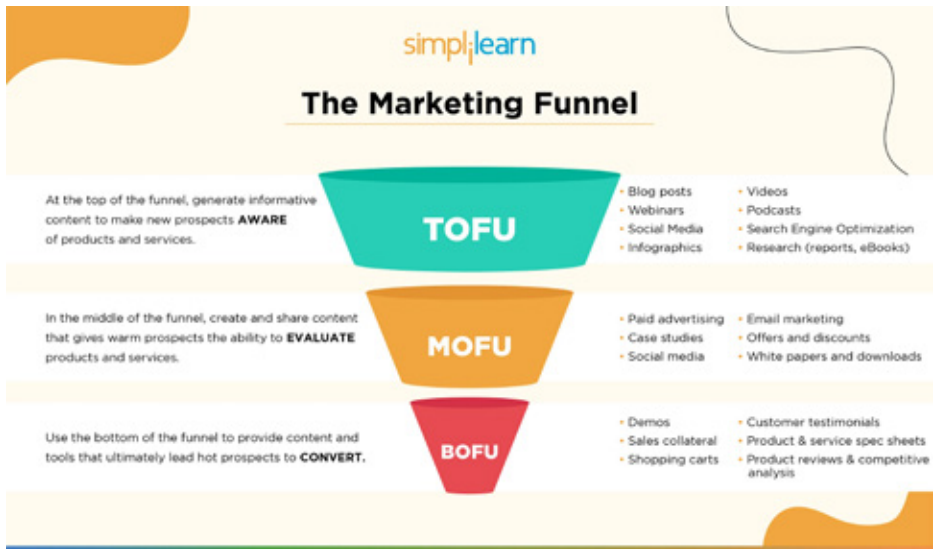 simplilearn
The Marketing Funnel
At the top of the funnel, generate informative
content to make new prospects AWARE
of products and services.
TOFU
• Blog posts
• Webinars
• Social Media
• Infographics
• Videos
• Podcasts
• Search Engine Optimization
• Research (reports, eBooks)
In the middle of the funnel, create and share content
that gives warm prospects the ability to EVALUATE
products and services.
MOFU
• Paid advertising
• Case studies
• Social media
• Email marketing
• Offers and discounts
• White papers and downloads
Use the bottom of the funnel to provide content and
tools that ultimately lead hot prospects to CONVERT.
BOFU
• Demos
• Sales collateral
• Shopping carts
• Customer testimonials
• Product & service spec sheets
• Product reviews & competitive
analysis